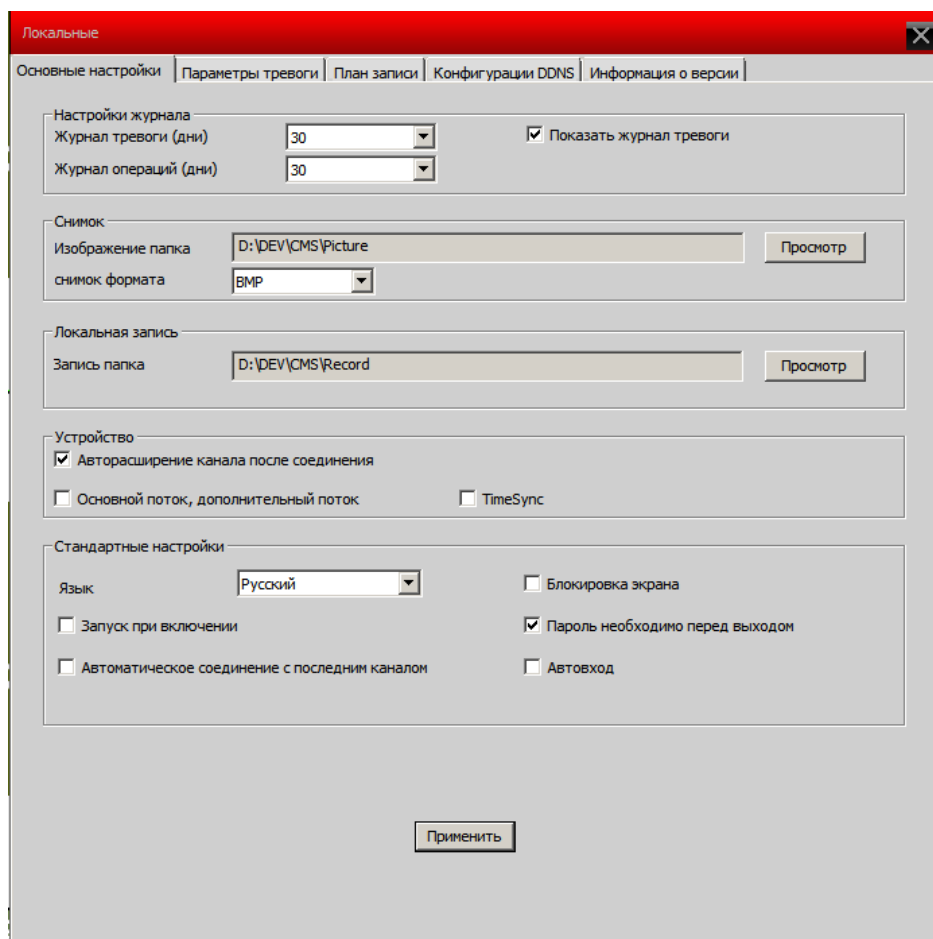 Локальные
Основные настройки Параметры тревоги План записи Конфигурации DDNS Информация о версии
Настройки журнала
Журнал тревоги (дни) 30 Показать журнал тревоги
Журнал операций (дни) 30
Снимок
Изображение папка D:\DEV\CMS\Picture Просмотр
снимок формата BMP
Локальная запись
Запись папка D:\DEV\CMS\Record Просмотр
Устройство
Авторасширение канала после соединения
Основной поток, дополнительный поток TimeSync
Стандартные настройки
Язык Русский Блокировка экрана
Запуск при включении Пароль необходимо перед выходом
Автоматическое соединение с последним каналом Автовход
Применить